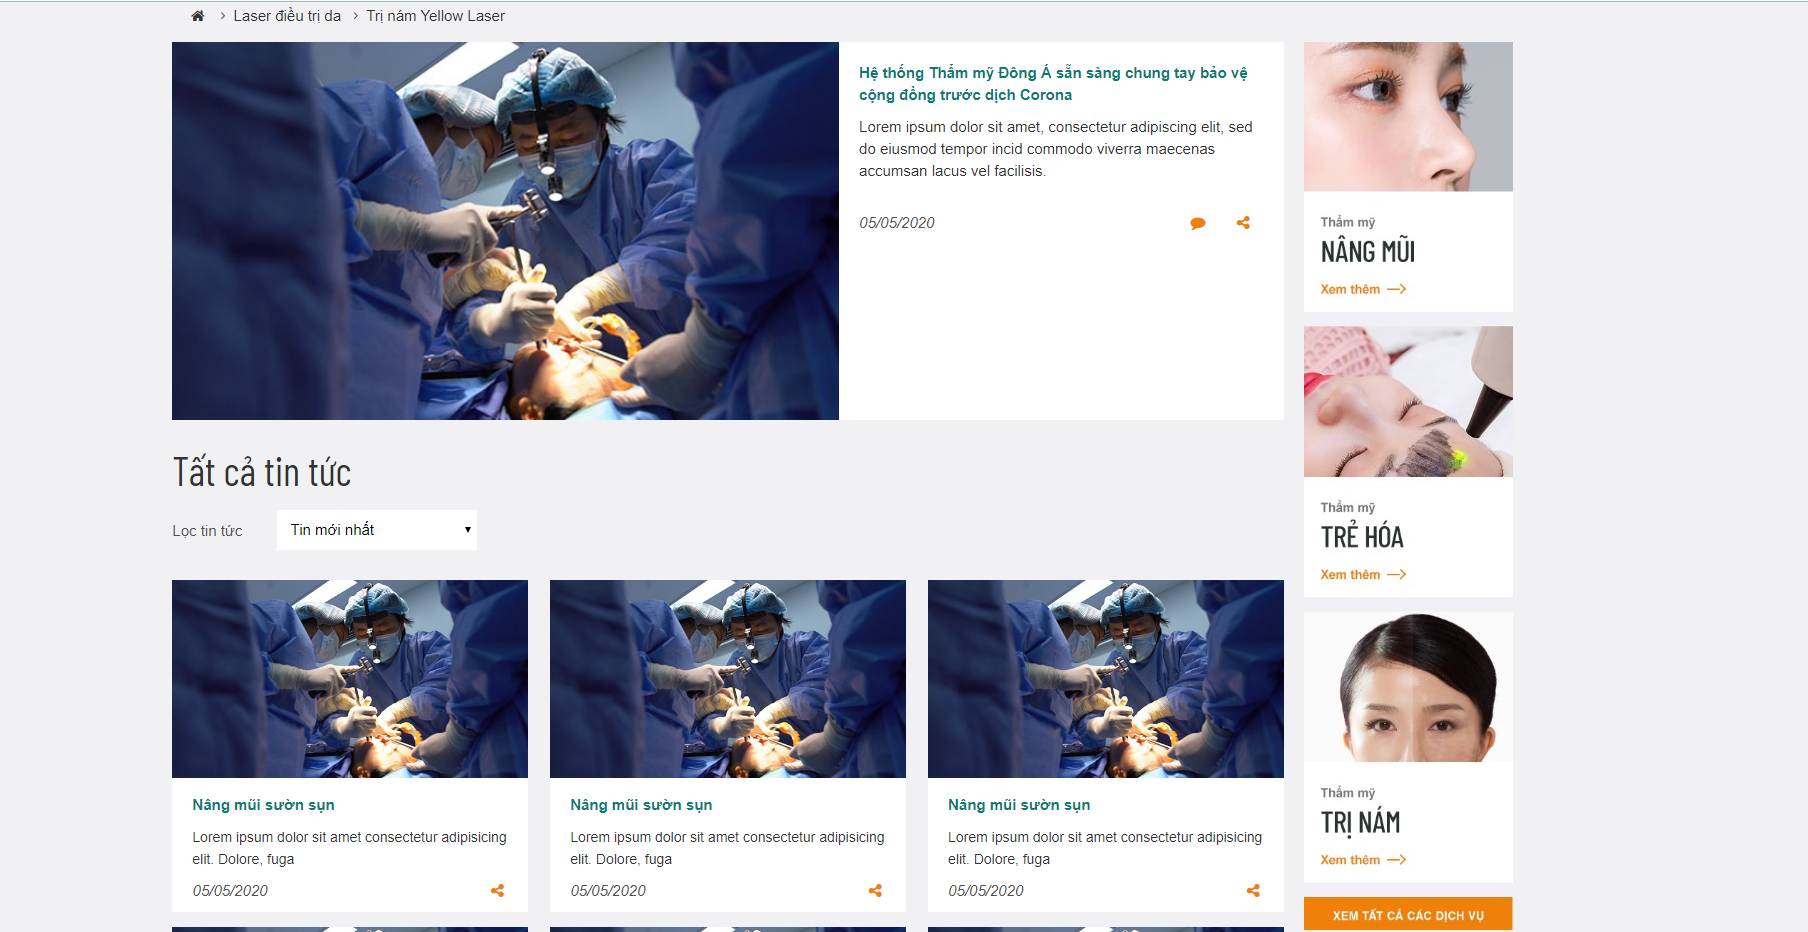 Laser điều trị da
Trị nám Yellow Laser
Hệ thống Thẩm mỹ Đông Á sẵn sàng chung tay bảo vệ
cộng đồng trước dịch Corona
Lorem ipsum dolor sit amet, consectetur adipiscing elit, sed
do eiusmod tempor incid commodo viverra maecenas
accumsan lacus vel facilisis.
05/05/2020
Tất cả tin tức
Lọc tin tức
Tin mới nhất
Nâng mũi sườn sụn
Lorem ipsum dolor sit amet consectetur adipisicing
elit. Dolore, fuga
05/05/2020
Nâng mũi sườn sụn
Lorem ipsum dolor sit amet consectetur adipisicing
elit. Dolore, fuga
05/05/2020
Nâng mũi sườn sụn
Lorem ipsum dolor sit amet consectetur adipisicing
elit. Dolore, fuga
05/05/2020
Thẩm mỹ
NÂNG MŨI
Xem thêm
Thẩm mỹ
TRẺ HÓA
Xem thêm
Thẩm mỹ
TRỊ NÁM
Xem thêm
XEM TẤT CẢ CÁC DỊCH VỤ